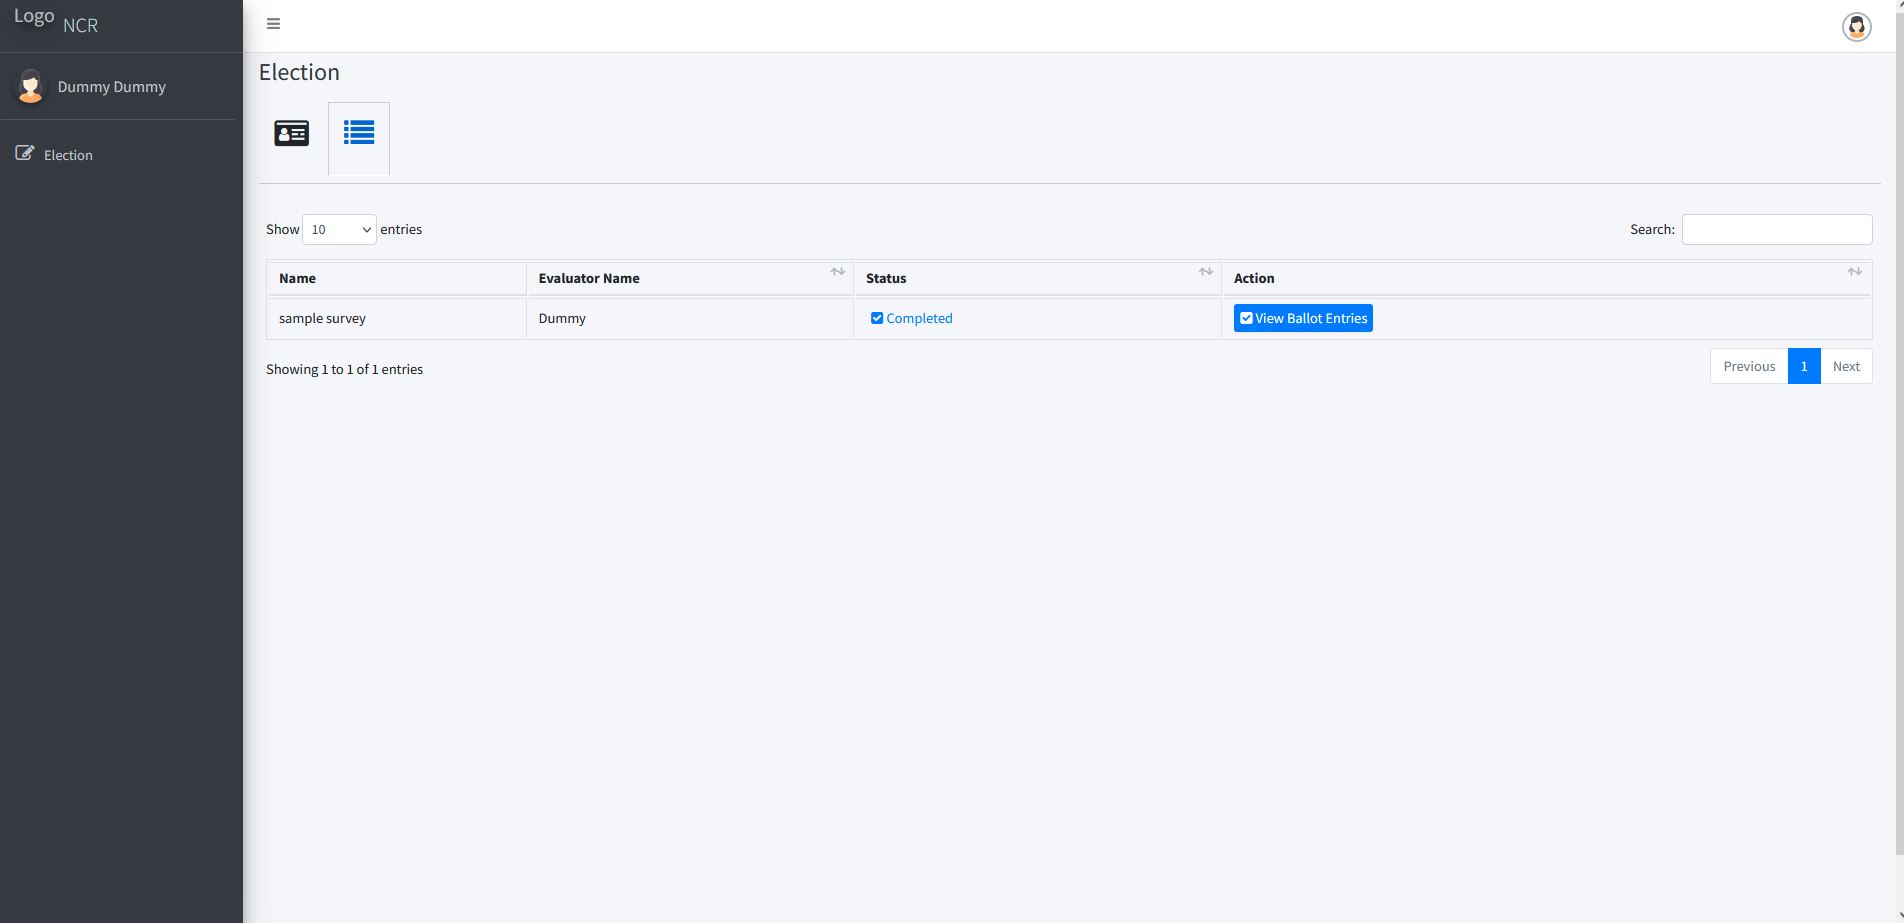 Logo NCR
Dummy Dummy
Election
Election
Show 10 entries
Search:
Name Evaluator Name Status Action
sample survey Dummy Completed View Ballot Entries
Showing 1 to 1 of 1 entries
Previous 1 Next